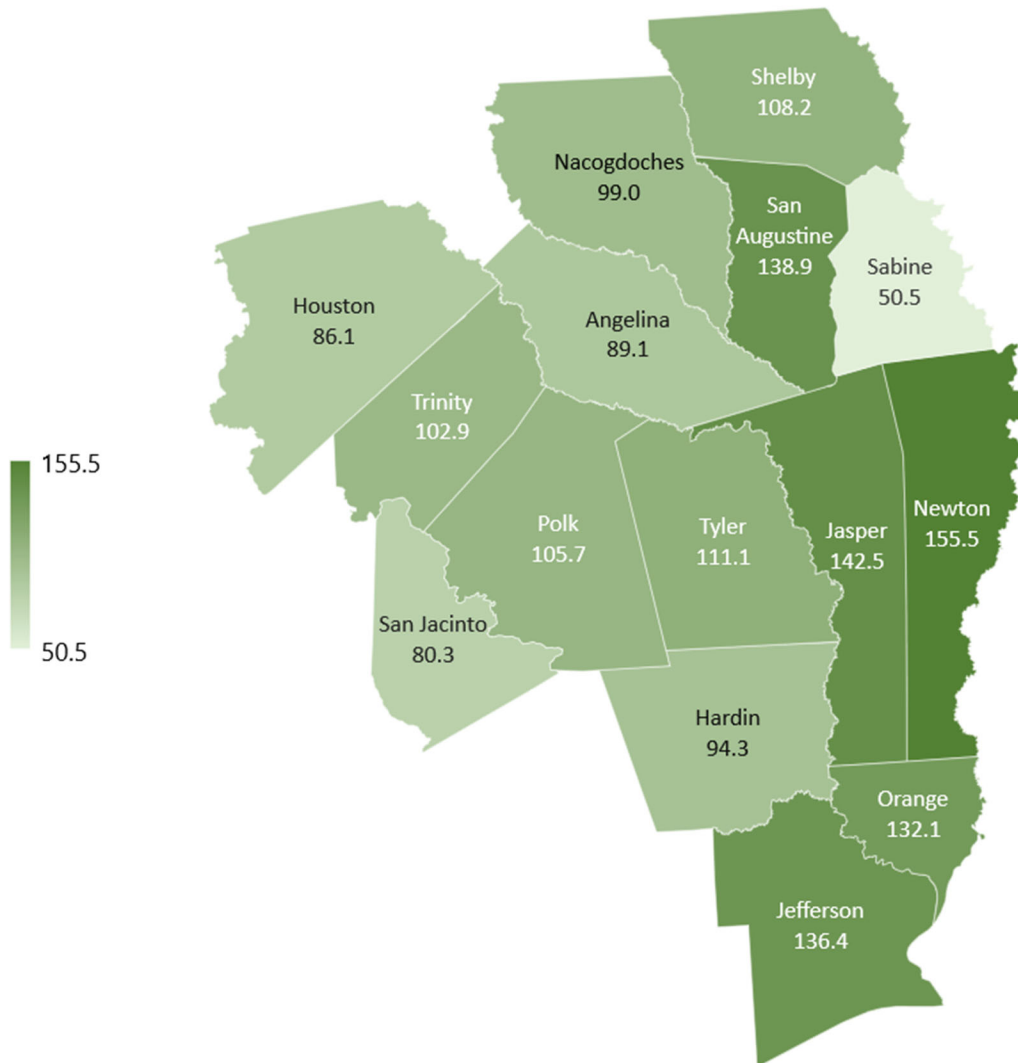 Shelby
108.2
Nacogdoches
99.0
San
Augustine
138.9
Sabine
50.5
Houston
86.1
Angelina
89.1
Trinity
102.9
155.5
50.5
Polk
105.7
Tyler
111.1
Jasper
142.5
Newton
155.5
San Jacinto
80.3
Hardin
94.3
Orange
132.1
Jefferson
136.4